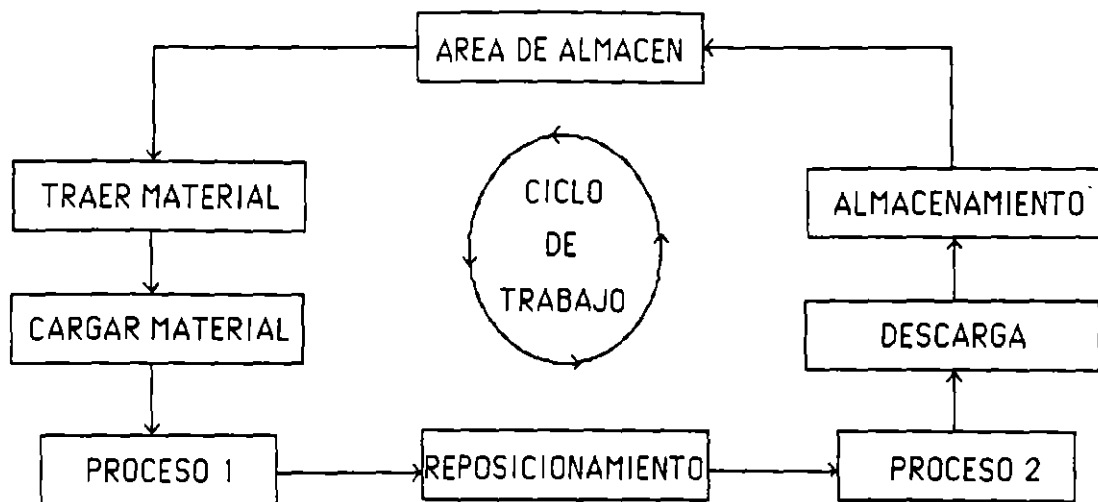 AREA DE ALMACEN
TRAER MATERIAL
CARGAR MATERIAL
PROCESO 1
REPOSICIONAMIENTO
PROCESO 2
DESCARGA
ALMACENAMIENTO
CICLO
DE
TRABAJO